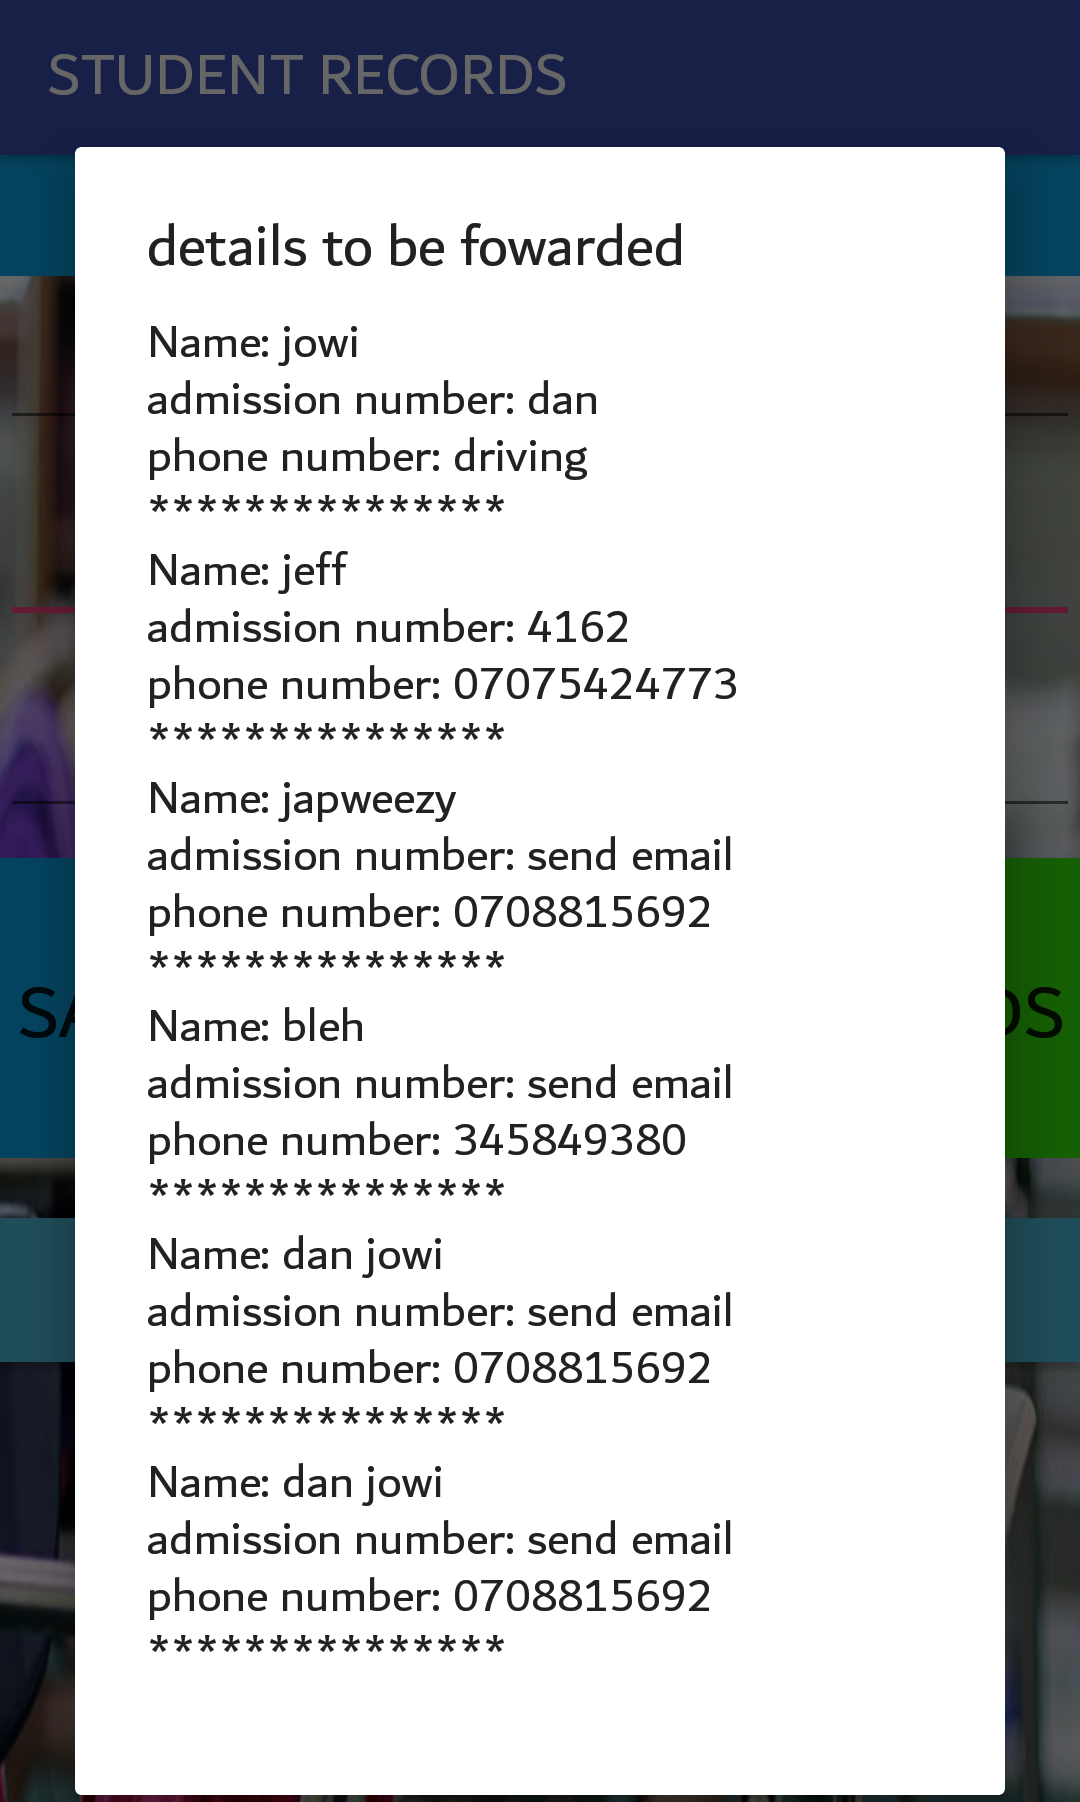 STUDENT RECORDS
details to be fowarded
Name: jowi
admission number: dan
phone number: driving
***************
Name: jeff
admission number: 4162
phone number: 07075424773
***************
Name: japweezy
admission number: send email
phone number: 0708815692
***************
Name: bleh
admission number: send email
phone number: 345849380
***************
Name: dan jowi
admission number: send email
phone number: 0708815692
***************
Name: dan jowi
admission number: send email
phone number: 0708815692
***************